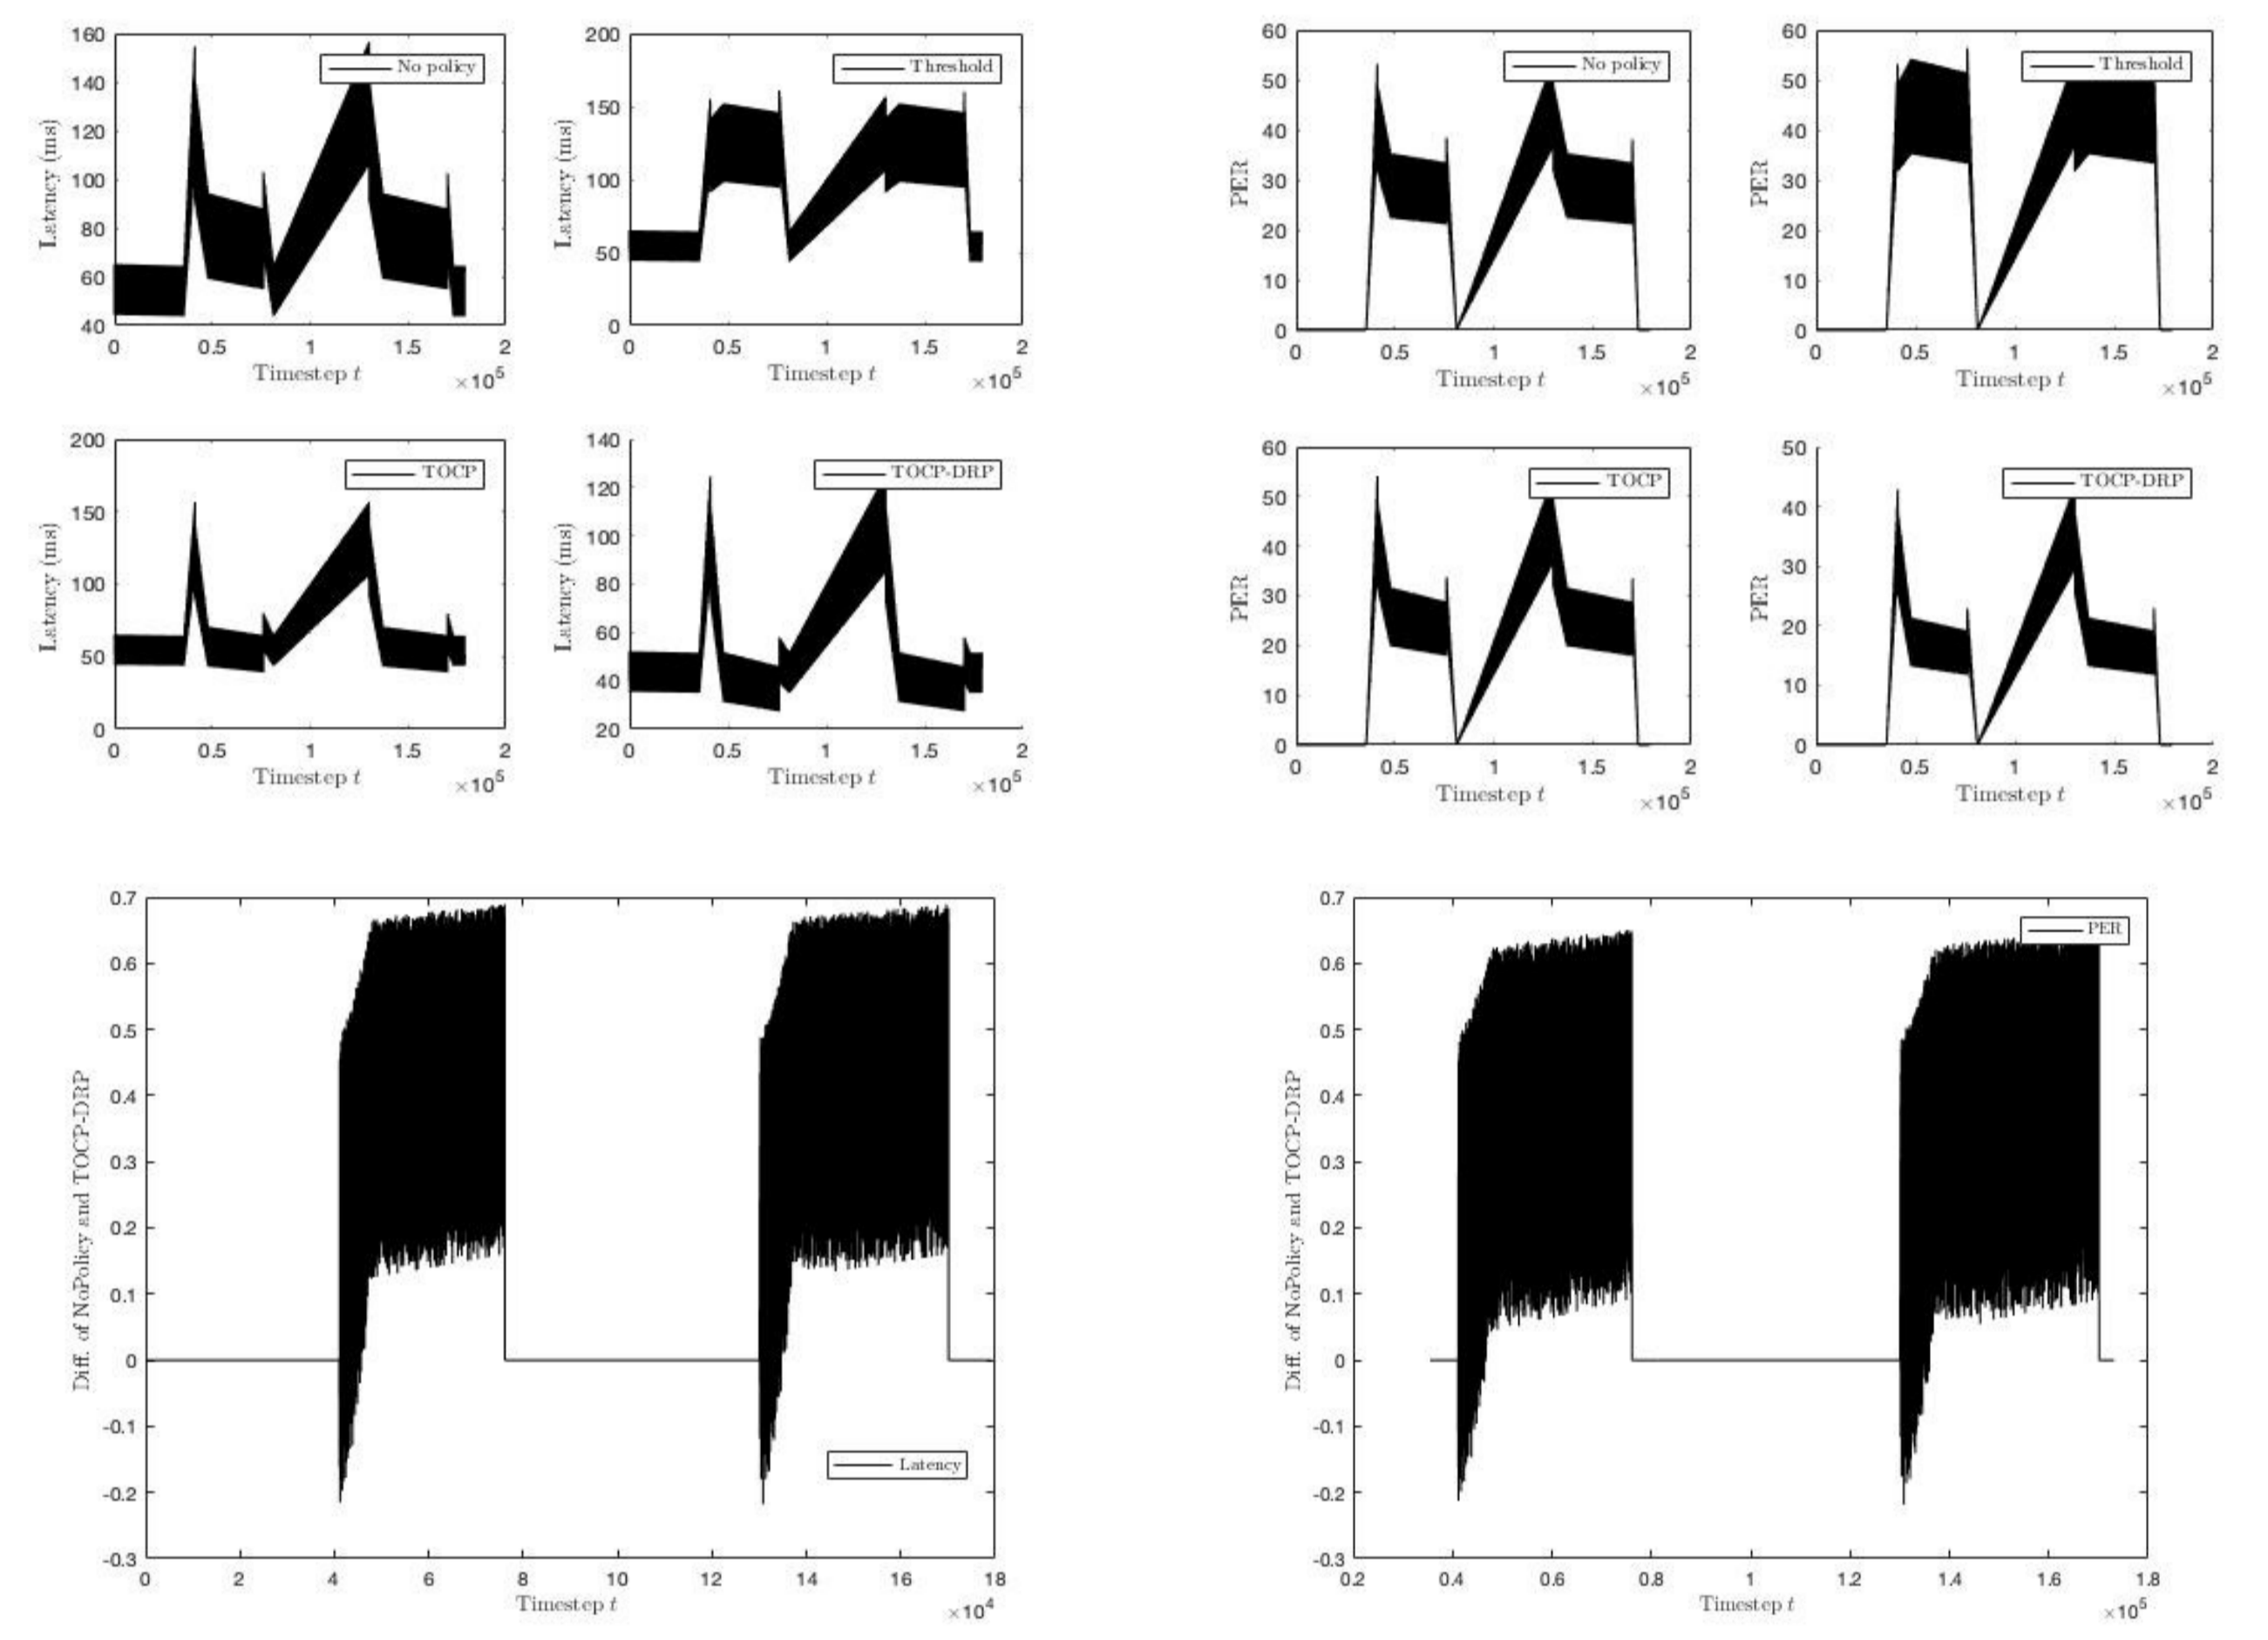 160
140
120
100
80
60
40
Latency (ms)
No policy
0 0.5 1 1.5 2
Timestep t
×10^5
200
150
100
50
0
Latency (ms)
Threshold
0 0.5 1 1.5 2
Timestep t
×10^5
60
50
40
30
20
10
0
PER
No policy
0 0.5 1 1.5 2
Timestep t
×10^5
60
50
40
30
20
10
0
PER
Threshold
0 0.5 1 1.5 2
Timestep t
×10^5
200
150
100
50
0
Latency (ms)
TOCP
0 0.5 1 1.5 2
Timestep t
×10^5
140
120
100
80
60
40
20
Latency (ms)
TOCP-DRP
0 0.5 1 1.5 2
Timestep t
×10^5
60
50
40
30
20
10
0
PER
TOCP
0 0.5 1 1.5 2
Timestep t
×10^5
50
40
30
20
10
0
PER
TOCP-DRP
0 0.5 1 1.5 2
Timestep t
×10^5
0.7
0.6
0.5
0.4
0.3
0.2
0.1
0
-0.1
-0.2
-0.3
Diff. of NoPolicy and TOCP-DRP
Latency
0 2 4 6 8 10 12 14 16 18
Timestep t
×10^4
0.7
0.6
0.5
0.4
0.3
0.2
0.1
0
-0.1
-0.2
-0.3
Diff. of NoPolicy and TOCP-DRP
PER
0.2 0.4 0.6 0.8 1 1.2 1.4 1.6 1.8
Timestep t
×10^5